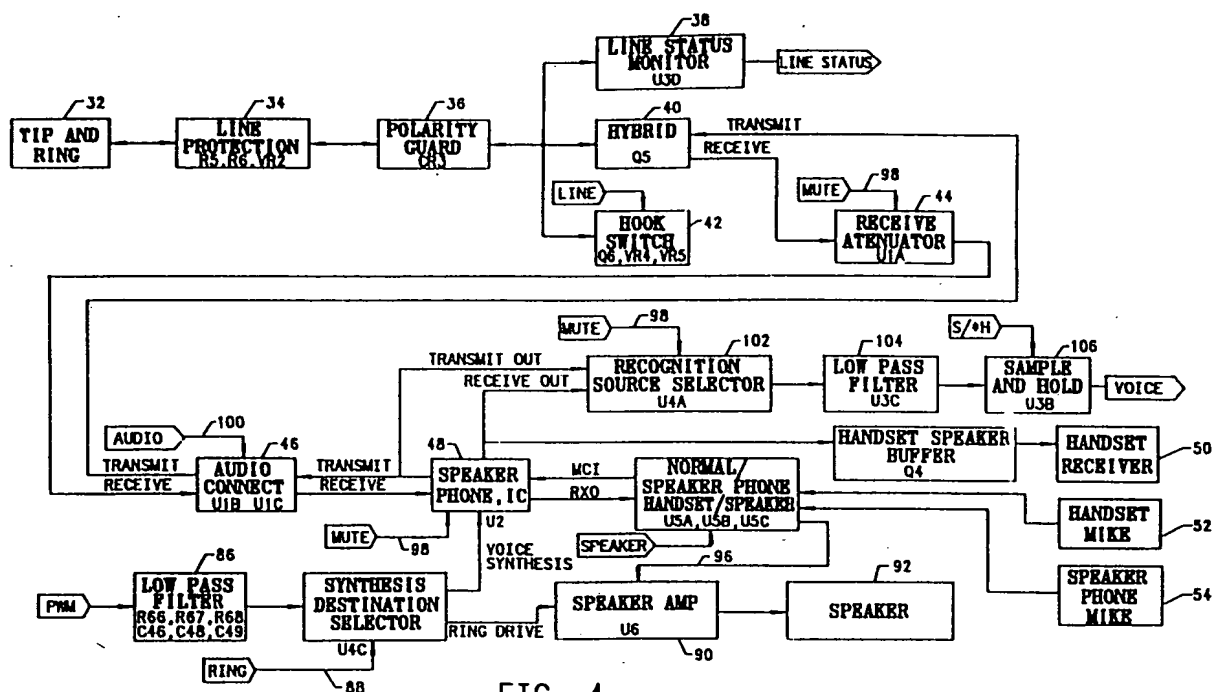 38
LINE STATUS
MONITOR
U3D
LINE STATUS
32
TIP AND
RING
34
LINE
PROTECTION
R5,R6,VR2
36
POLARITY
GUARD
CR3
40
HYBRID
Q5
TRANSMIT
RECEIVE
LINE
HOOK
SWITCH
Q6,VR4,VR5
42
MUTE
98
44
RECEIVE
ATENUATOR
U1A
MUTE
98
TRANSMIT OUT
RECEIVE OUT
102
RECOGNITION
SOURCE SELECTOR
U4A
104
LOW PASS
FILTER
U3C
S/*H
106
SAMPLE
AND HOLD
U3B
VOICE
AUDIO
100
46
TRANSMIT
RECEIVE
AUDIO
CONNECT
U1B U1C
TRANSMIT
RECEIVE
48
SPEAKER
PHONE,IC
U2
MCI
RXO
NORMAL/
SPEAKER PHONE
HANDSET/SPEAKER
U5A,U5B,U5C
HANDSET SPEAKER
BUFFER
Q4
HANDSET
RECEIVER
50
HANDSET
MIKE
52
SPEAKER
PHONE
MIKE
54
MUTE
98
SPEAKER
96
VOICE
SYNTHESIS
PWM
86
LOW PASS
FILTER
R66,R67,R68
C46,C48,C49
SYNTHESIS
DESTINATION
SELECTOR
U4C
RING DRIVE
SPEAKER AMP
U6
90
92
SPEAKER
RING
88
FIG. 4